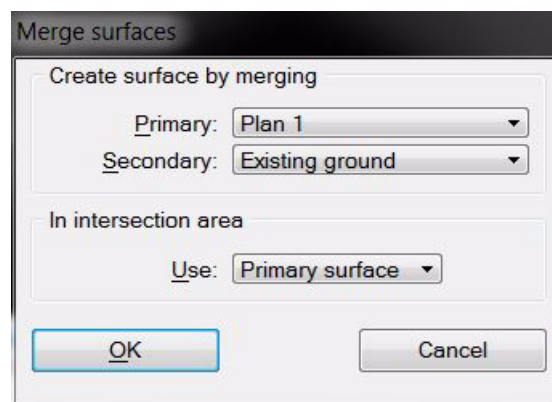 Merge surfaces
Create surface by merging
Primary: Plan 1
Secondary: Existing ground
In intersection area
Use: Primary surface
OK Cancel